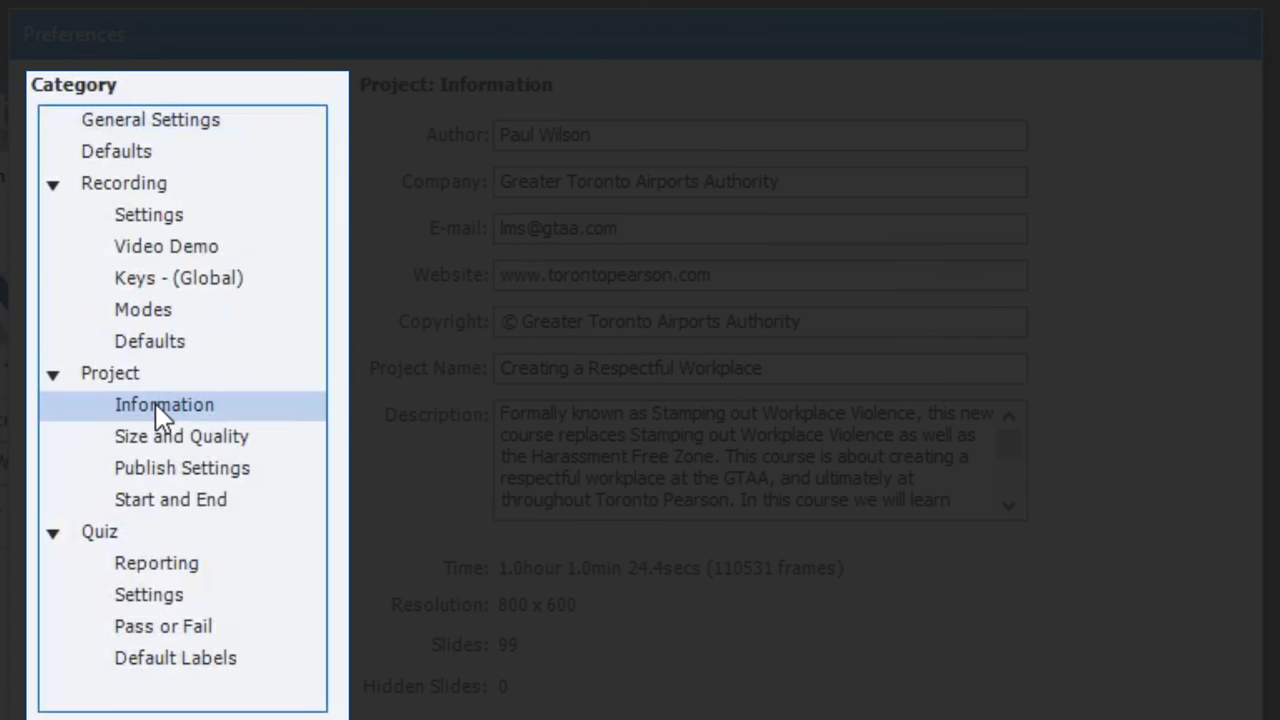 Preferences
Category
General Settings
Defaults
Recording
Settings
Video Demo
Keys - (Global)
Modes
Defaults
Project
Information
Size and Quality
Publish Settings
Start and End
Quiz
Reporting
Settings
Pass or Fail
Default Labels
Project: Information
Author: Paul Wilson
Company: Greater Toronto Airports Authority
E-mail: lms@gtaa.com
Website: www.torontopearson.com
Copyright: © Greater Toronto Airports Authority
Project Name: Creating a Respectful Workplace
Description: Formally known as Stamping out Workplace Violence, this new
course replaces Stamping out Workplace Violence as well as
the Harassment Free Zone. This course is about creating a
respectful workplace at the GTAA, and ultimately at
throughout Toronto Pearson. In this course we will learn
Time: 1.0hour 1.0min 24.4secs (110531 frames)
Resolution: 800 x 600
Slides: 99
Hidden Slides: 0